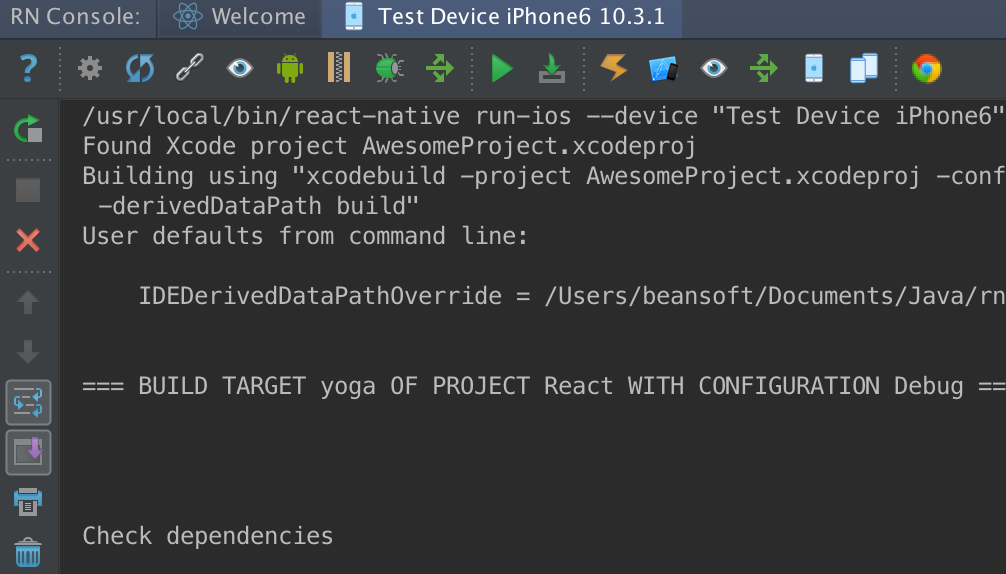 RN Console:
Welcome
Test Device iPhone6 10.3.1
?
/usr/local/bin/react-native run-ios --device "Test Device iPhone6"
Found Xcode project AwesomeProject.xcodeproj
Building using "xcodebuild -project AwesomeProject.xcodeproj -conf
-derivedDataPath build"
User defaults from command line:
IDEDerivedDataPathOverride = /Users/beansoft/Documents/Java/rn
=== BUILD TARGET yoga OF PROJECT React WITH CONFIGURATION Debug ==
Check dependencies